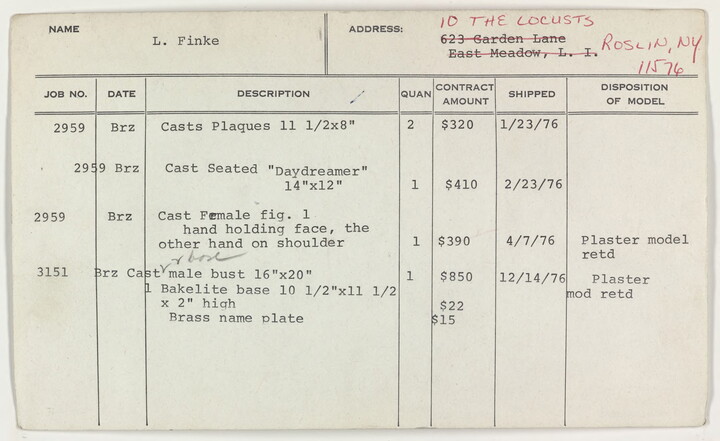 NAME
L. Finke
ADDRESS:
10 THE LOCUSTS
623 Garden Lane
East Meadow, L. I.
ROSLIN, NY
11576
JOB NO. DATE DESCRIPTION QUAN CONTRACT AMOUNT SHIPPED DISPOSITION OF MODEL
2959 Brz Casts Plaques 11 1/2x8" 2 $320 1/23/76
2959 Brz Cast Seated "Daydreamer"
14"x12" 1 $410 2/23/76
2959 Brz Cast Female fig. 1
hand holding face, the
other hand on shoulder 1 $390 4/7/76 Plaster model
retd
3151 Brz Cast male bust 16"x20" 1 $850 12/14/76 Plaster
mod retd
1 Bakelite base 10 1/2"x11 1/2
x 2" high $22
Brass name plate $15